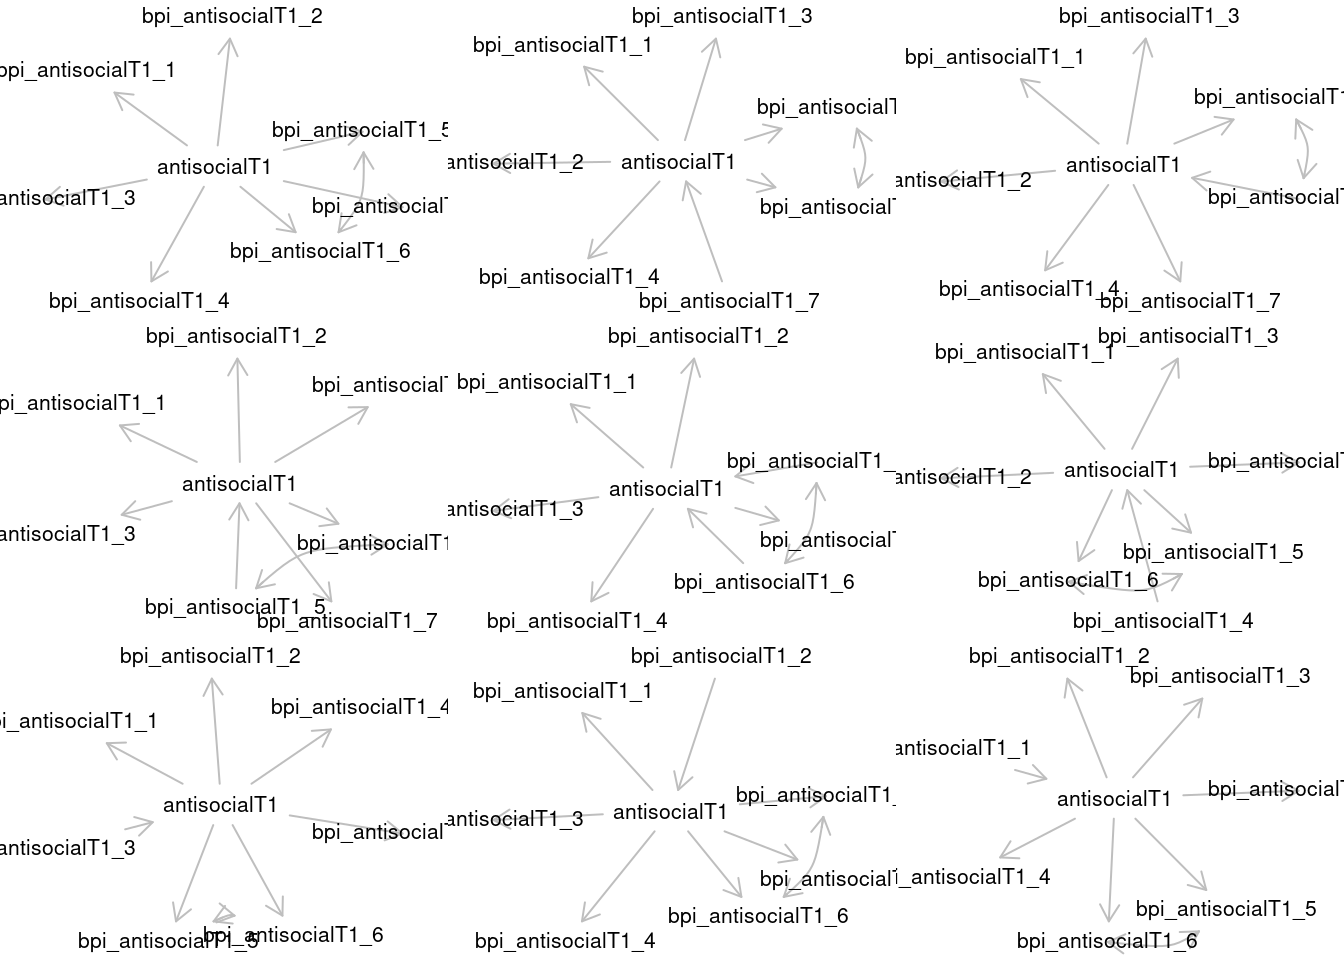 bpi_antisocialT1_2
bpi_antisocialT1_3
bpi_antisocialT1_3
bpi_antisocialT1_1
bpi_antisocialT1_1
bpi_antisocialT1_1
bpi_antisocialT1_5
bpi_antisocialT
bpi_antisocialT1
antisocialT1
antisocialT1
antisocialT1
antisocialT1_3
antisocialT1_2
antisocialT1_2
bpi_antisocialT
bpi_antisocialT
bpi_antisocialT
bpi_antisocialT1_6
bpi_antisocialT1_4
bpi_antisocialT1_4
bpi_antisocialT1_4
bpi_antisocialT1_7
bpi_antisocialT1_7
bpi_antisocialT1_2
bpi_antisocialT1_2
bpi_antisocialT1_3
bpi_antisocialT1_1
pi_antisocialT1_1
bpi_antisocialT1_1
bpi_antisocialT
antisocialT1
antisocialT1
antisocialT1
bpi_antisocialT1_
bpi_antisocialT
antisocialT1_3
antisocialT1_3
antisocialT1_2
bpi_antisocialT1
bpi_antisocialT
bpi_antisocialT1_5
bpi_antisocialT1_5
bpi_antisocialT1_6
bpi_antisocialT1_6
bpi_antisocialT1_7
bpi_antisocialT1_4
bpi_antisocialT1_4
bpi_antisocialT1_2
bpi_antisocialT1_2
bpi_antisocialT1_2
bpi_antisocialT1_3
bpi_antisocialT1_1
bpi_antisocialT1_4
pi_antisocialT1_1
antisocialT1_1
antisocialT1
antisocialT1
antisocialT1
bpi_antisocialT1_
bpi_antisocialT
antisocialT1_3
bpi_antisocialT
antisocialT1_3
bpi_antisocialT
_antisocialT1_4
bpi_antisocialT1_5
bpi_antisocialT1_6
bpi_antisocialT1_6
bpi_antisocialT1_5
bpi_antisocialT1_4
bpi_antisocialT1_6